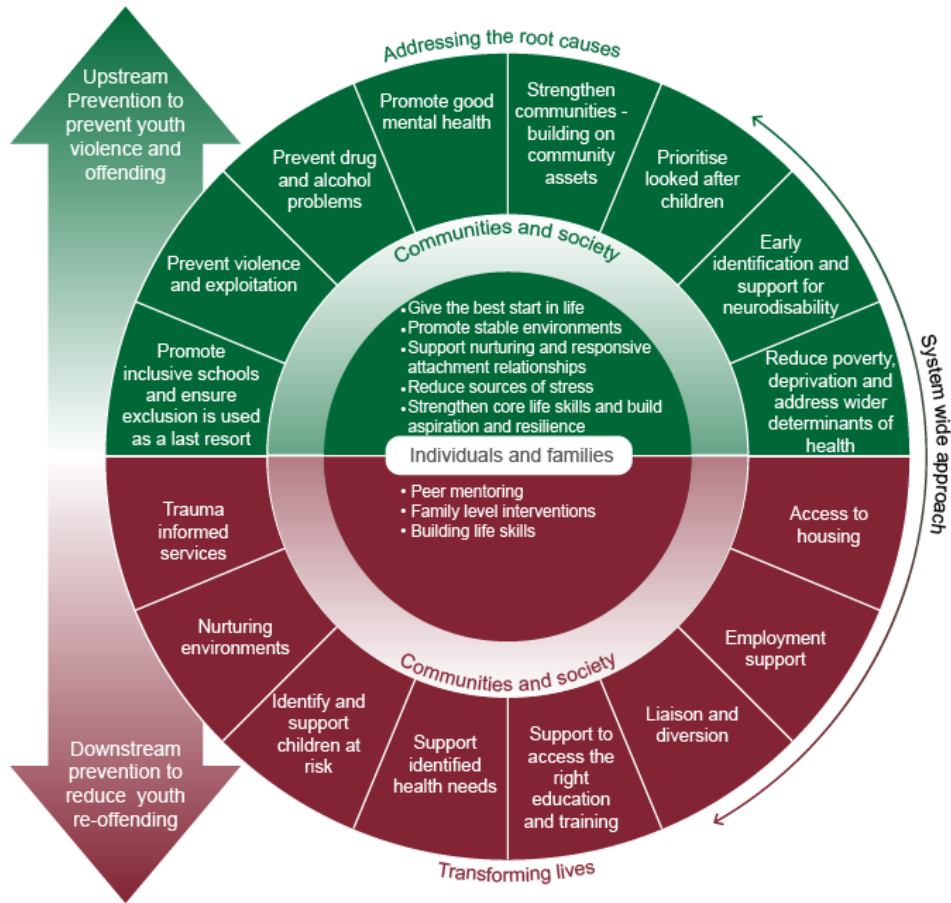 Addressing the root causes
Upstream
Prevention to
prevent youth
violence and
offending
Promote inclusive schools
and ensure
exclusion is used
as a last resort
Prevent violence
and exploitation
Prevent drug
and alcohol
problems
Promote good
mental health
Strengthen
communities -
building on
community
assets
Prioritise
looked after
children
Early
identification and
support for
neurodisability
Reduce poverty,
deprivation and
address wider
determinants of
health
Communities and society
•Give the best start in life
•Promote stable environments
•Support nurturing and responsive
attachment relationships
•Reduce sources of stress
•Strengthen core life skills and build
aspiration and resilience
Individuals and families
• Peer mentoring
• Family level interventions
• Building life skills
Communities and society
Trauma
informed
services
Nurturing
environments
Identify and
support
children at
risk
Support
identified
health needs
Support to
access the
right
education
and training
Liaison and
diversion
Employment
support
Access to
housing
System wide approach
Downstream
prevention to
reduce youth
re-offending
Transforming lives